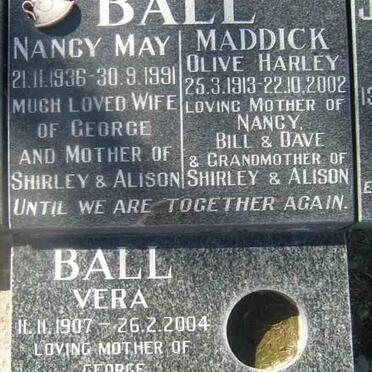 BALL
NANCY MAY
21.11.1936-30.9.1991
MUCH LOVED WIFE
OF GEORGE
AND MOTHER OF
SHIRLEY & ALISON
MADDICK
OLIVE HARLEY
25.3.1913-22.10.2002
LOVING MOTHER OF
NANCY,
BILL & DAVE
& GRANDMOTHER OF
SHIRLEY & ALISON
UNTIL WE ARE TOGETHER AGAIN.
BALL
VERA
11.11.1907 - 26.2.2004
LOVING MOTHER OF
GEORGE